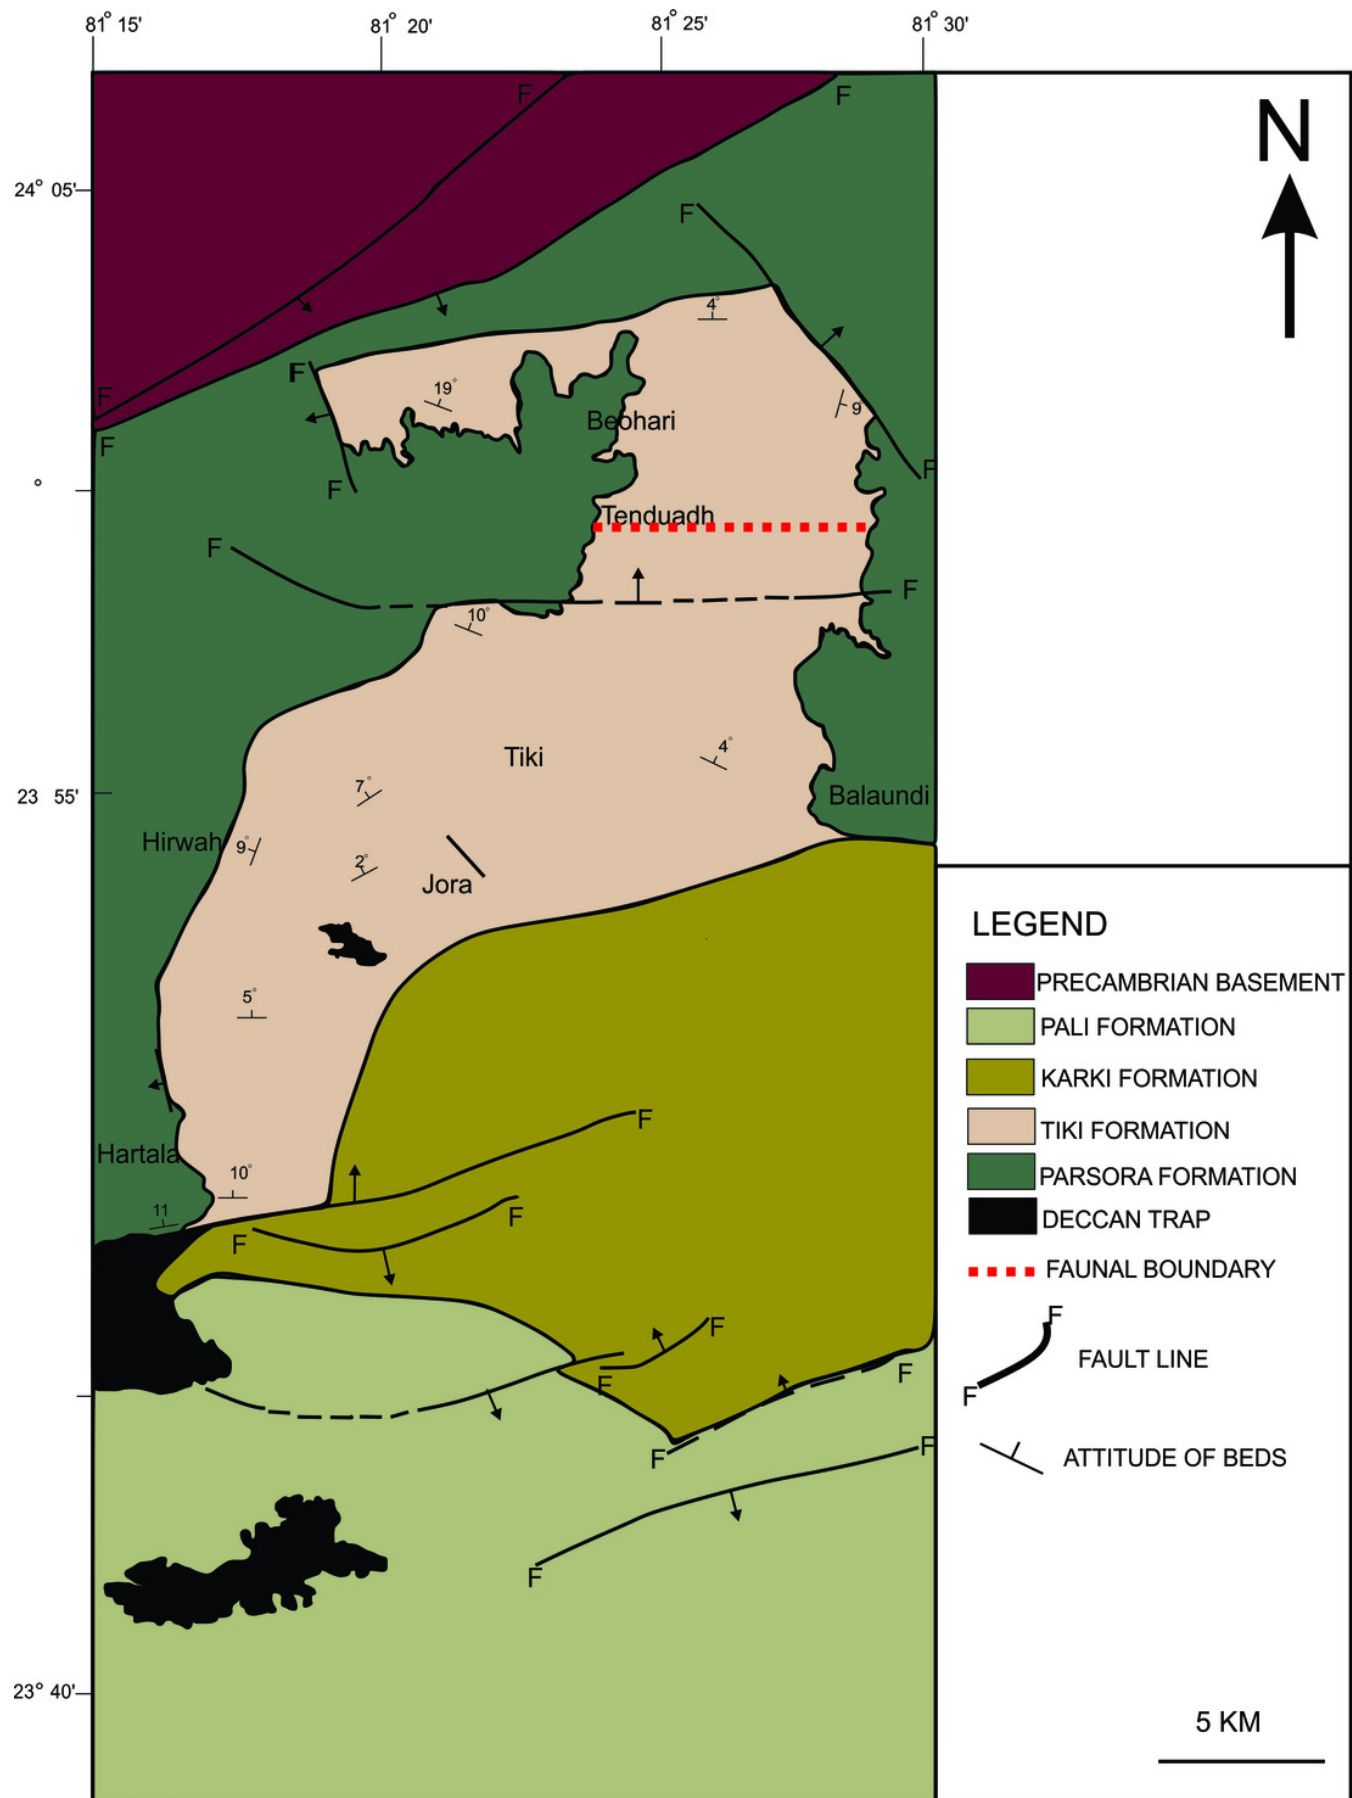 81° 15'
81° 20'
81° 25'
81° 30'
N
F
F
24° 05'
F
4°
F
19°
F
9
F
Beohari
F
F
°
F
Tenduadh
F
F
10°
Tiki
4°
7°
23 55'
Balaundi
Hirwah
9°
2°
Jora
LEGEND
PRECAMBRIAN BASEMENT
5°
PALI FORMATION
KARKI FORMATION
F
TIKI FORMATION
Hartala
10°
PARSORA FORMATION
11
F
DECCAN TRAP
F
FAUNAL BOUNDARY
F
F
FAULT LINE
F
F
F
F
F
ATTITUDE OF BEDS
F
F
23° 40'
5 KM